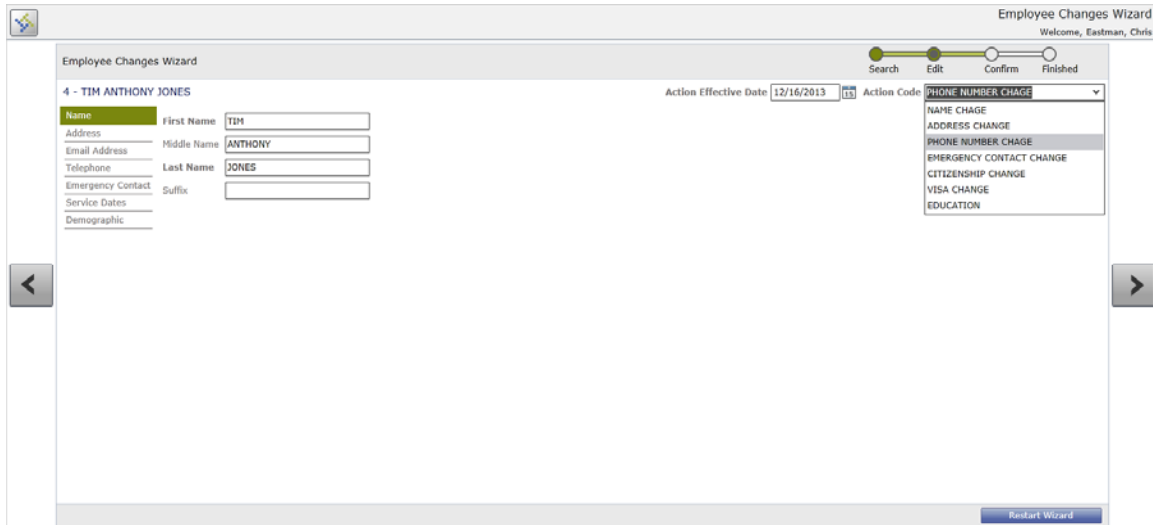 Employee Changes Wizard
Welcome, Eastman, Chris
Employee Changes Wizard
Search Edit Confirm Finished
4 - TIM ANTHONY JONES
Action Effective Date 12/16/2013 15 Action Code PHONE NUMBER CHAGE
Name
Address
Email Address
Telephone
Emergency Contact
Service Dates
Demographic
First Name TIM
Middle Name ANTHONY
Last Name JONES
Suffix
NAME CHAGE
ADDRESS CHANGE
PHONE NUMBER CHAGE
EMERGENCY CONTACT CHANGE
CITIZENSHIP CHANGE
VISA CHANGE
EDUCATION
Restart Wizard